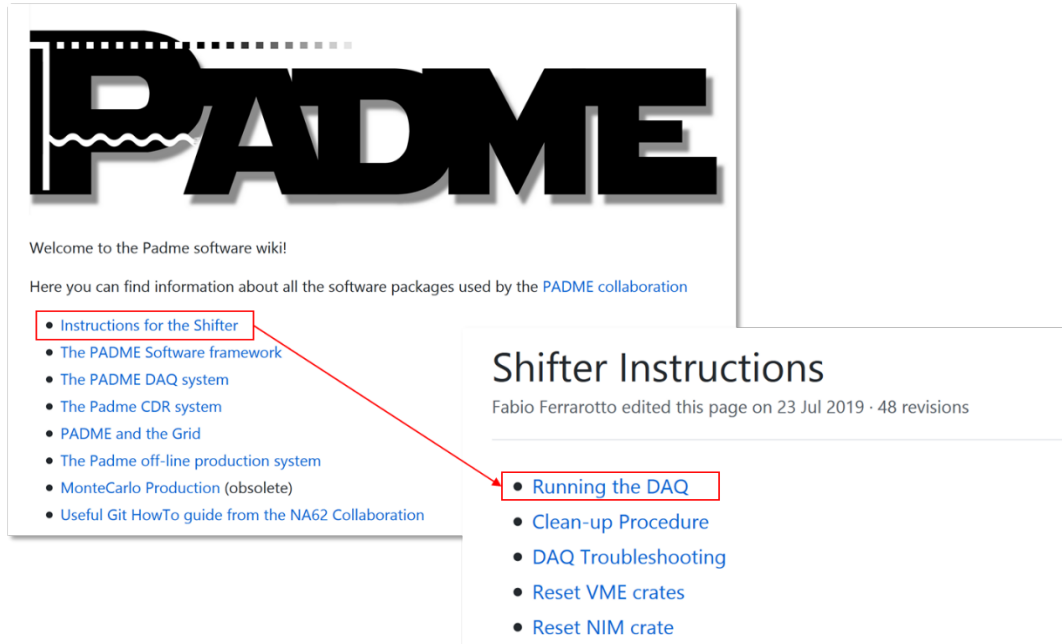 PADME
Welcome to the Padme software wiki!
Here you can find information about all the software packages used by the PADME collaboration
• Instructions for the Shifter
• The PADME Software framework
• The PADME DAQ system
• The Padme CDR system
• PADME and the Grid
• The Padme off-line production system
• MonteCarlo Production (obsolete)
• Useful Git HowTo guide from the NA62 Collaboration
Shifter Instructions
Fabio Ferrarotto edited this page on 23 Jul 2019 · 48 revisions
• Running the DAQ
• Clean-up Procedure
• DAQ Troubleshooting
• Reset VME crates
• Reset NIM crate